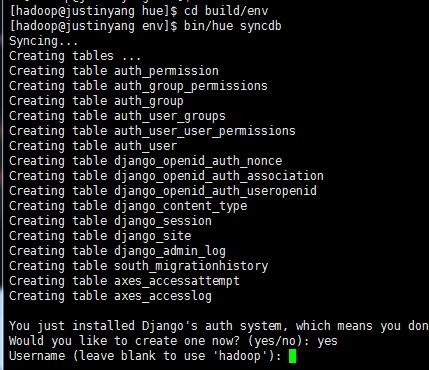 [hadoop@justinyang hue]$ cd build/env
[hadoop@justinyang env]$ bin/hue syncdb
Syncing...
Creating tables ...
Creating table auth_permission
Creating table auth_group_permissions
Creating table auth_group
Creating table auth_user_groups
Creating table auth_user_user_permissions
Creating table auth_user
Creating table django_openid_auth_nonce
Creating table django_openid_auth_association
Creating table django_openid_auth_useropenid
Creating table django_content_type
Creating table django_session
Creating table django_site
Creating table django_admin_log
Creating table south_migrationhistory
Creating table axes_accessattempt
Creating table axes_accesslog
You just installed Django's auth system, which means you don
Would you like to create one now? (yes/no): yes
Username (leave blank to use 'hadoop'):